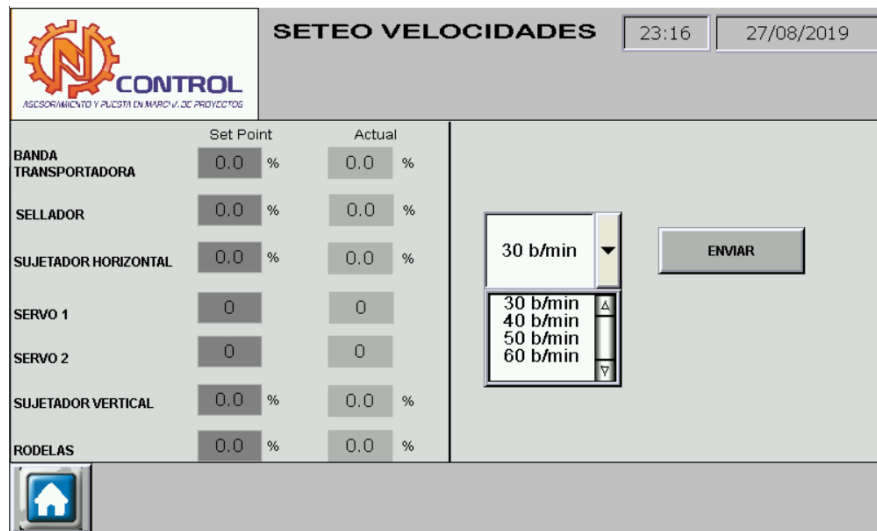 SETEO VELOCIDADES
23:16
27/08/2019
N
CONTROL
ASESORAMIENTO Y PUESTA EN MARCHA DE PROYECTOS
Set Point Actual
BANDA
TRANSPORTADORA
0.0 % 0.0 %
SELLADOR 0.0 % 0.0 %
SUJETADOR HORIZONTAL 0.0 % 0.0 %
SERVO 1 0 0
SERVO 2 0 0
SUJETADOR VERTICAL 0.0 % 0.0 %
RODELAS 0.0 % 0.0 %
30 b/min
30 b/min
40 b/min
50 b/min
60 b/min
ENVIAR